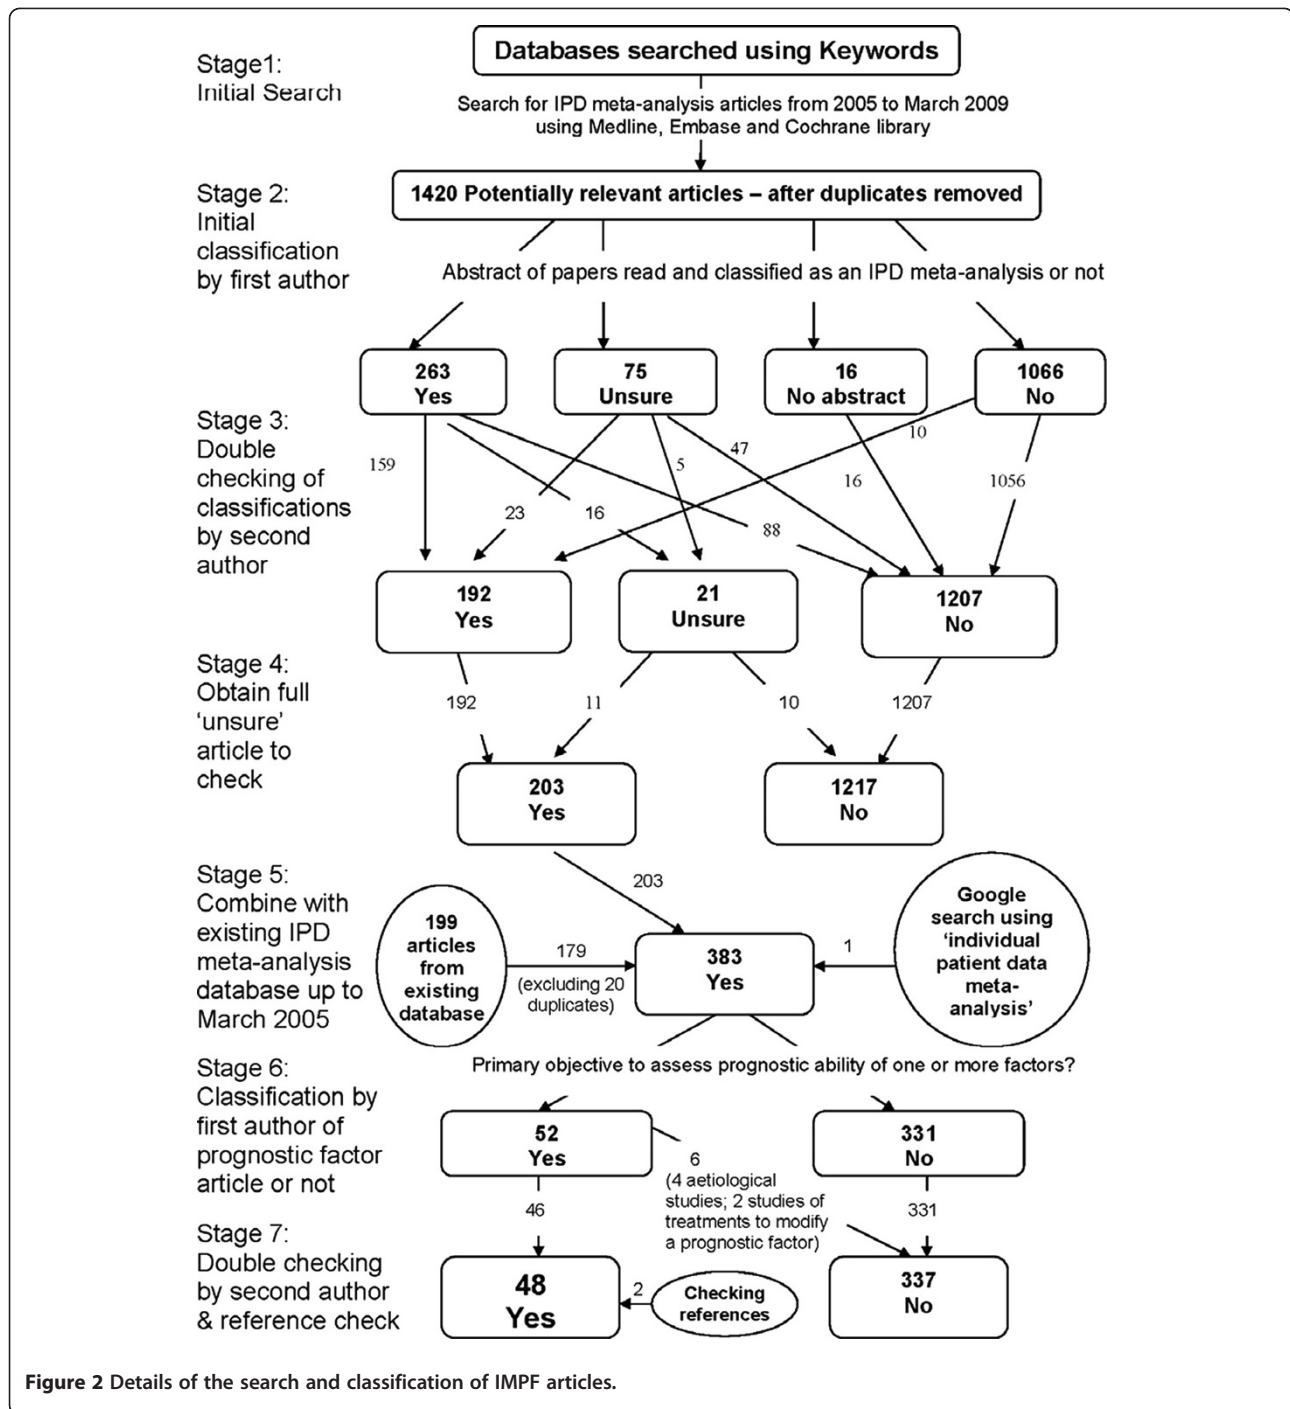 Stage1:
Initial Search
Databases searched using Keywords
Search for IPD meta-analysis articles from 2005 to March 2009
using Medline, Embase and Cochrane library
Stage 2:
Initial
classification
by first author
1420 Potentially relevant articles – after duplicates removed
Abstract of papers read and classified as an IPD meta-analysis or not
263
Yes
75
Unsure
16
No abstract
1066
No
Stage 3:
Double
checking of
classifications
by second
author
159
23
16
5
47
88
10
16
1056
192
Yes
21
Unsure
1207
No
Stage 4:
Obtain full
‘unsure’
article to
check
192
11
10
1207
203
Yes
1217
No
Stage 5:
Combine with
existing IPD
meta-analysis
database up to
March 2005
203
199
articles
from
existing
database
179
(excluding 20
duplicates)
383
Yes
1
Google
search using
‘individual
patient data
meta-
analysis’
Stage 6:
Classification by
first author of
prognostic factor
article or not
Primary objective to assess prognostic ability of one or more factors?
52
Yes
331
No
6
(4 aetiological
studies; 2 studies of
treatments to modify
a prognostic factor)
46
331
Stage 7:
Double checking
by second author
& reference check
48
Yes
2
Checking
references
337
No
Figure 2 Details of the search and classification of IMPF articles.